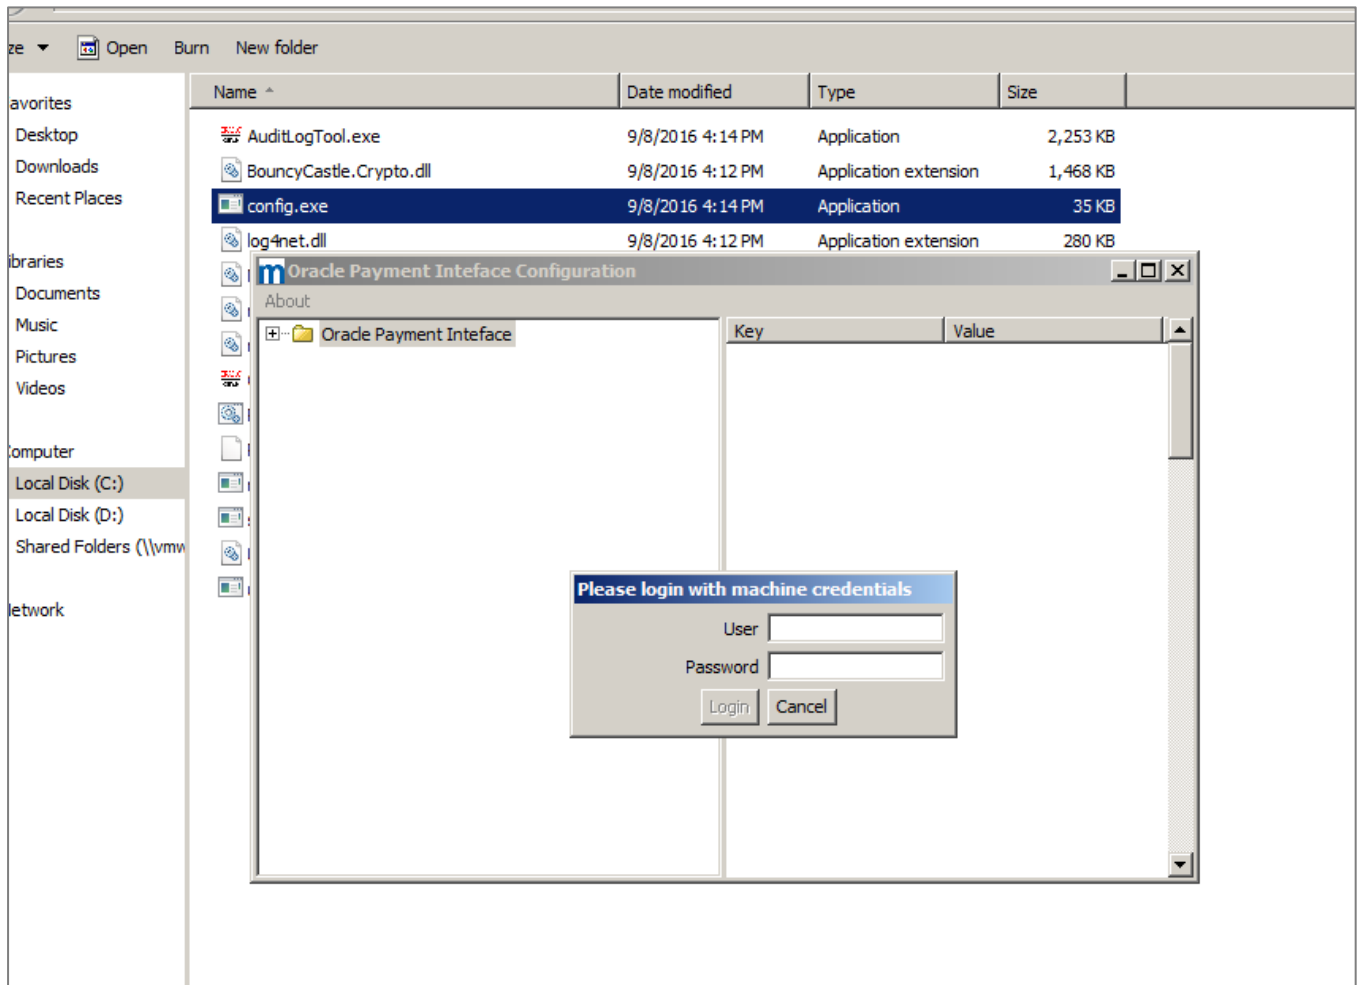 ze Open Burn New folder
Name Date modified Type Size
avorites
Desktop
Downloads
Recent Places
ibraries
Documents
Music
Pictures
Videos
omputer
Local Disk (C:)
Local Disk (D:)
Shared Folders (\\vmw
letwork
AuditLogTool.exe 9/8/2016 4:14 PM Application 2,253 KB
BouncyCastle.Crypto.dll 9/8/2016 4:12 PM Application extension 1,468 KB
config.exe 9/8/2016 4:14 PM Application 35 KB
log4net.dll 9/8/2016 4:12 PM Application extension 280 KB
Oracle Payment Inteface Configuration
About
Oracle Payment Inteface
Key Value
Please login with machine credentials
User
Password
Login Cancel